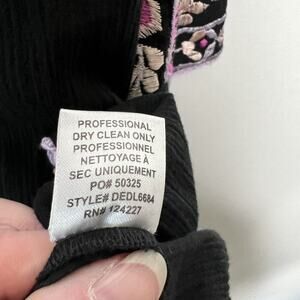 PROFESSIONAL
DRY CLEAN ONLY
PROFESSIONNEL
NETTOYAGE À
SEC UNIQUEMENT
PO# 50325
STYLE# DEDL6684
RN# 124227